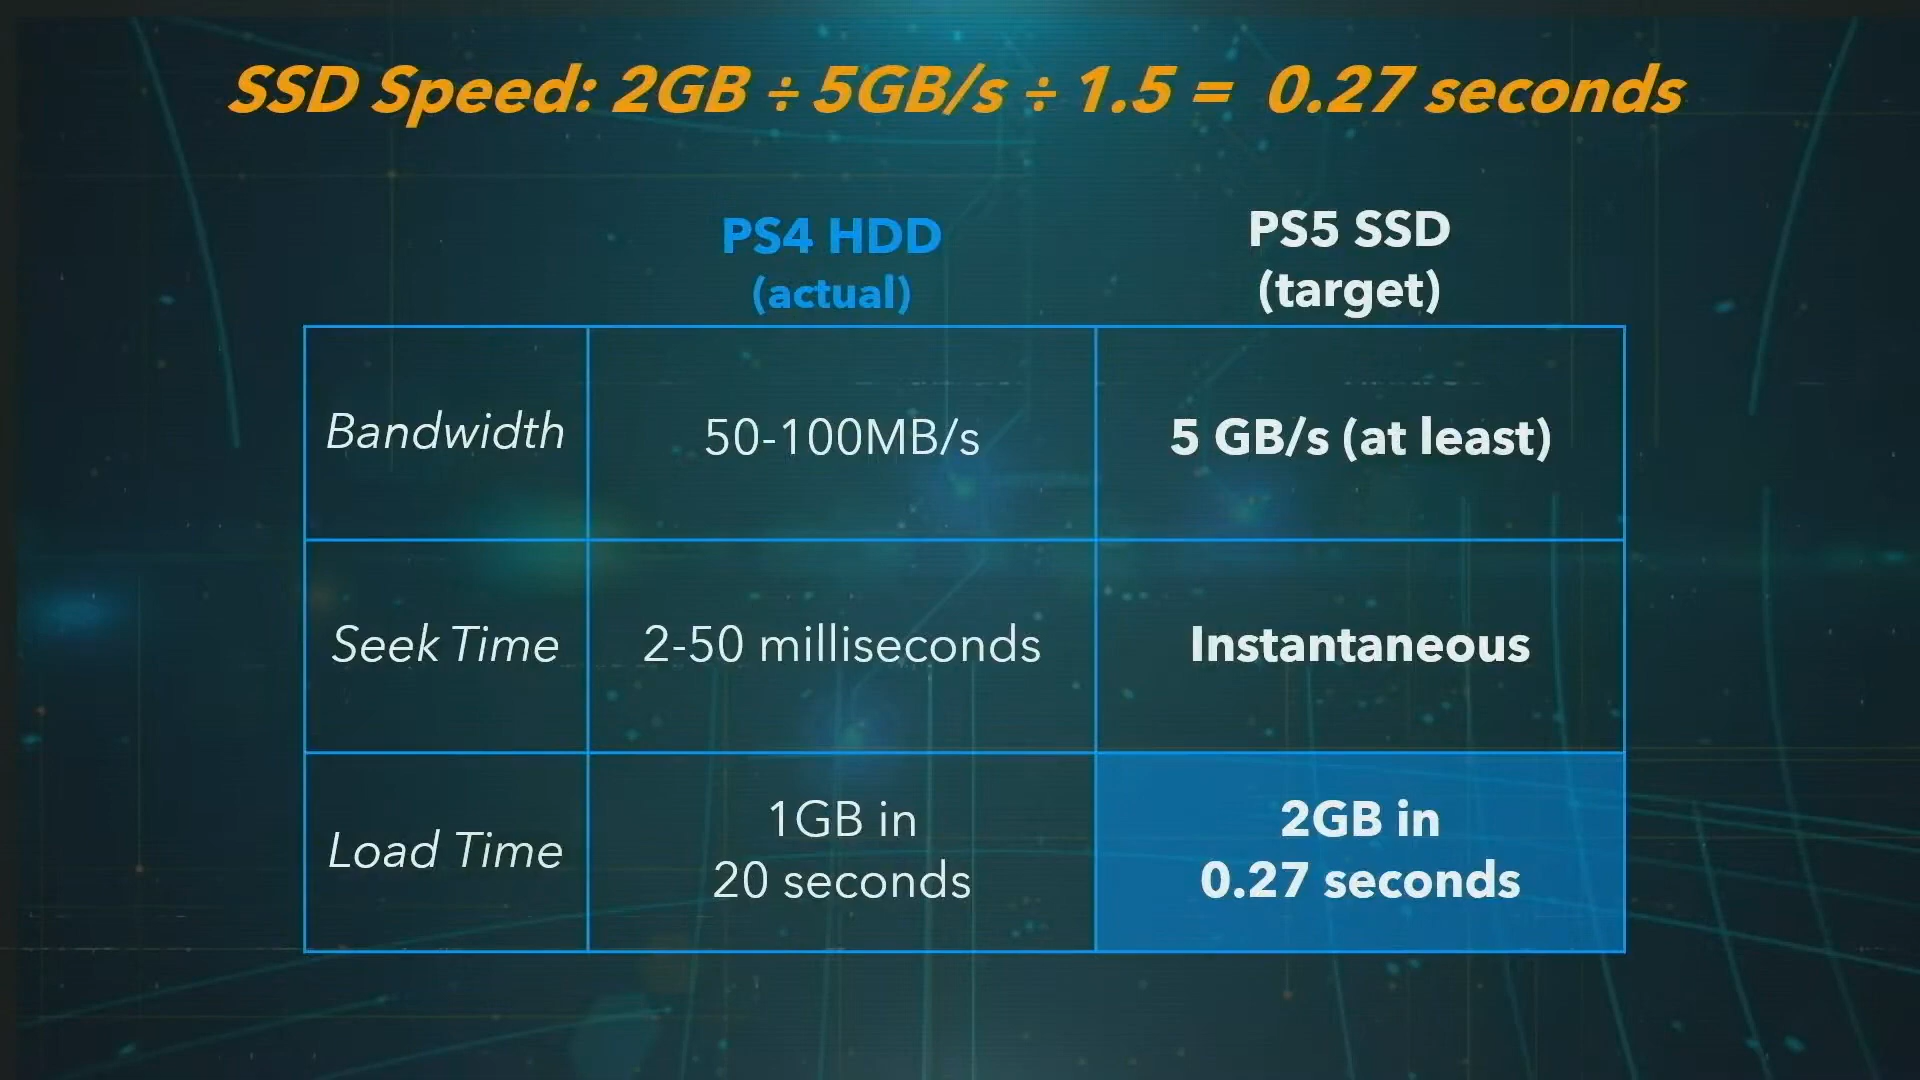 SSD Speed: 2GB ÷ 5GB/s ÷ 1.5 = 0.27 seconds
PS4 HDD
(actual)
PS5 SSD
(target)
Bandwidth
50-100MB/s
5 GB/s (at least)
Seek Time
2-50 milliseconds
Instantaneous
Load Time
1GB in
20 seconds
2GB in
0.27 seconds